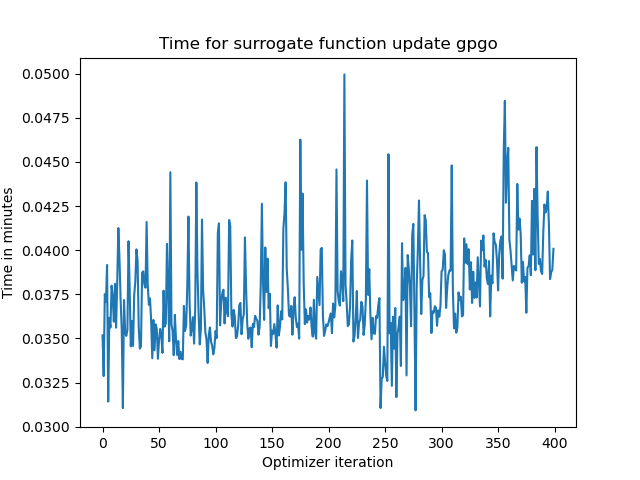 Time for surrogate function update gpgo
0.0500
0.0475
0.0450
0.0425
0.0400
0.0375
0.0350
0.0325
0.0300
Time in minutes
0 50 100 150 200 250 300 350 400
Optimizer iteration